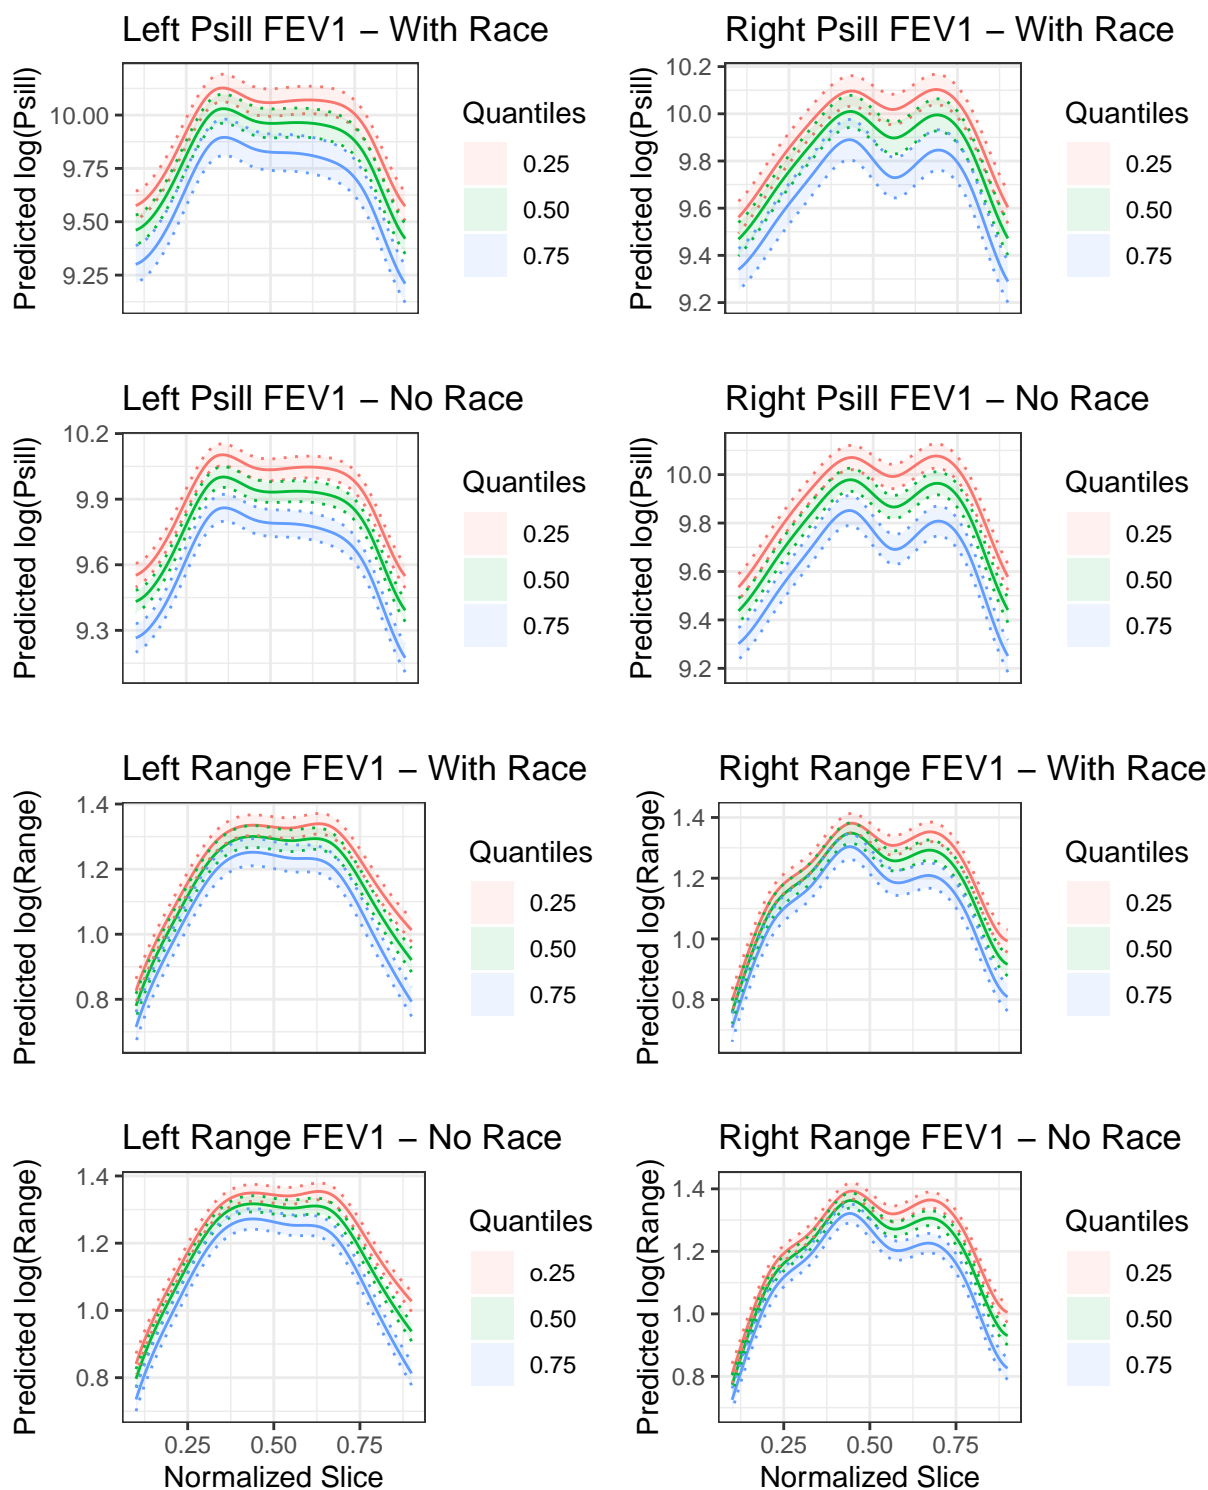 Left Psill FEV1 – With Race
Predicted log(Psill)
10.00
9.75
9.50
9.25
Quantiles
0.25
0.50
0.75
Right Psill FEV1 – With Race
Predicted log(Psill)
10.2
10.0
9.8
9.6
9.4
9.2
Quantiles
0.25
0.50
0.75
Left Psill FEV1 – No Race
Predicted log(Psill)
10.2
9.9
9.6
9.3
Quantiles
0.25
0.50
0.75
Right Psill FEV1 – No Race
Predicted log(Psill)
10.0
9.8
9.6
9.4
9.2
Quantiles
0.25
0.50
0.75
Left Range FEV1 – With Race
Predicted log(Range)
1.4
1.2
1.0
0.8
Quantiles
0.25
0.50
0.75
Right Range FEV1 – With Race
Predicted log(Range)
1.4
1.2
1.0
0.8
Quantiles
0.25
0.50
0.75
Left Range FEV1 – No Race
Predicted log(Range)
1.4
1.2
1.0
0.8
0.25 0.50 0.75
Normalized Slice
Quantiles
o.25
0.50
0.75
Right Range FEV1 – No Race
Predicted log(Range)
1.4
1.2
1.0
0.8
0.25 0.50 0.75
Normalized Slice
Quantiles
0.25
0.50
0.75